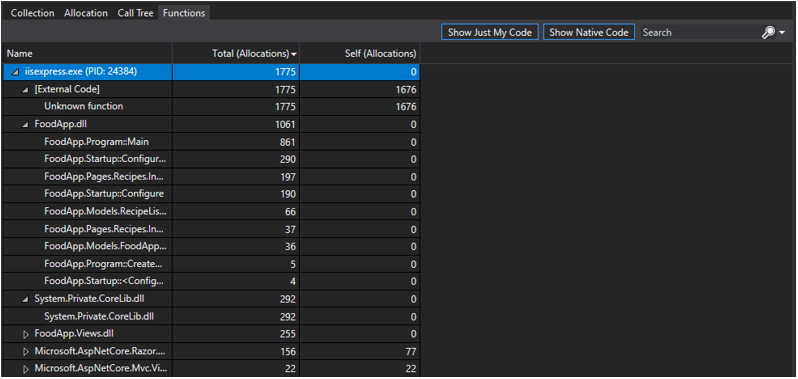 Collection Allocation Call Tree Functions
Show Just My Code Show Native Code Search
Name Total (Allocations) Self (Allocations)
iisexpress.exe (PID: 24384) 1775 0
[External Code] 1775 1676
Unknown function 1775 1676
FoodApp.dll 1061 0
FoodApp.Program::Main 861 0
FoodApp.Startup::Configur... 290 0
FoodApp.Pages.Recipes.In... 197 0
FoodApp.Startup::Configure 190 0
FoodApp.Models.RecipeLis... 66 0
FoodApp.Pages.Recipes.In... 37 0
FoodApp.Models.FoodApp... 36 0
FoodApp.Program::Create... 5 0
FoodApp.Startup::<Config... 4 0
System.Private.CoreLib.dll 292 0
System.Private.CoreLib.dll 292 0
FoodApp.Views.dll 255 0
Microsoft.AspNetCore.Razor.... 156 77
Microsoft.AspNetCore.Mvc.Vi... 22 22